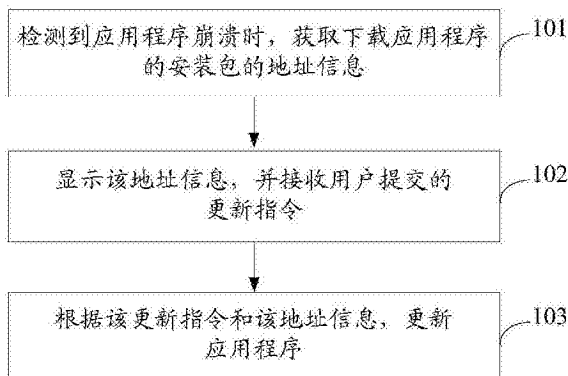 检测到应用程序崩溃时，获取下载应用程序
的安装包的地址信息
101
显示该地址信息，并接收用户提交的
更新指令
102
根据该更新指令和该地址信息，更新
应用程序
103